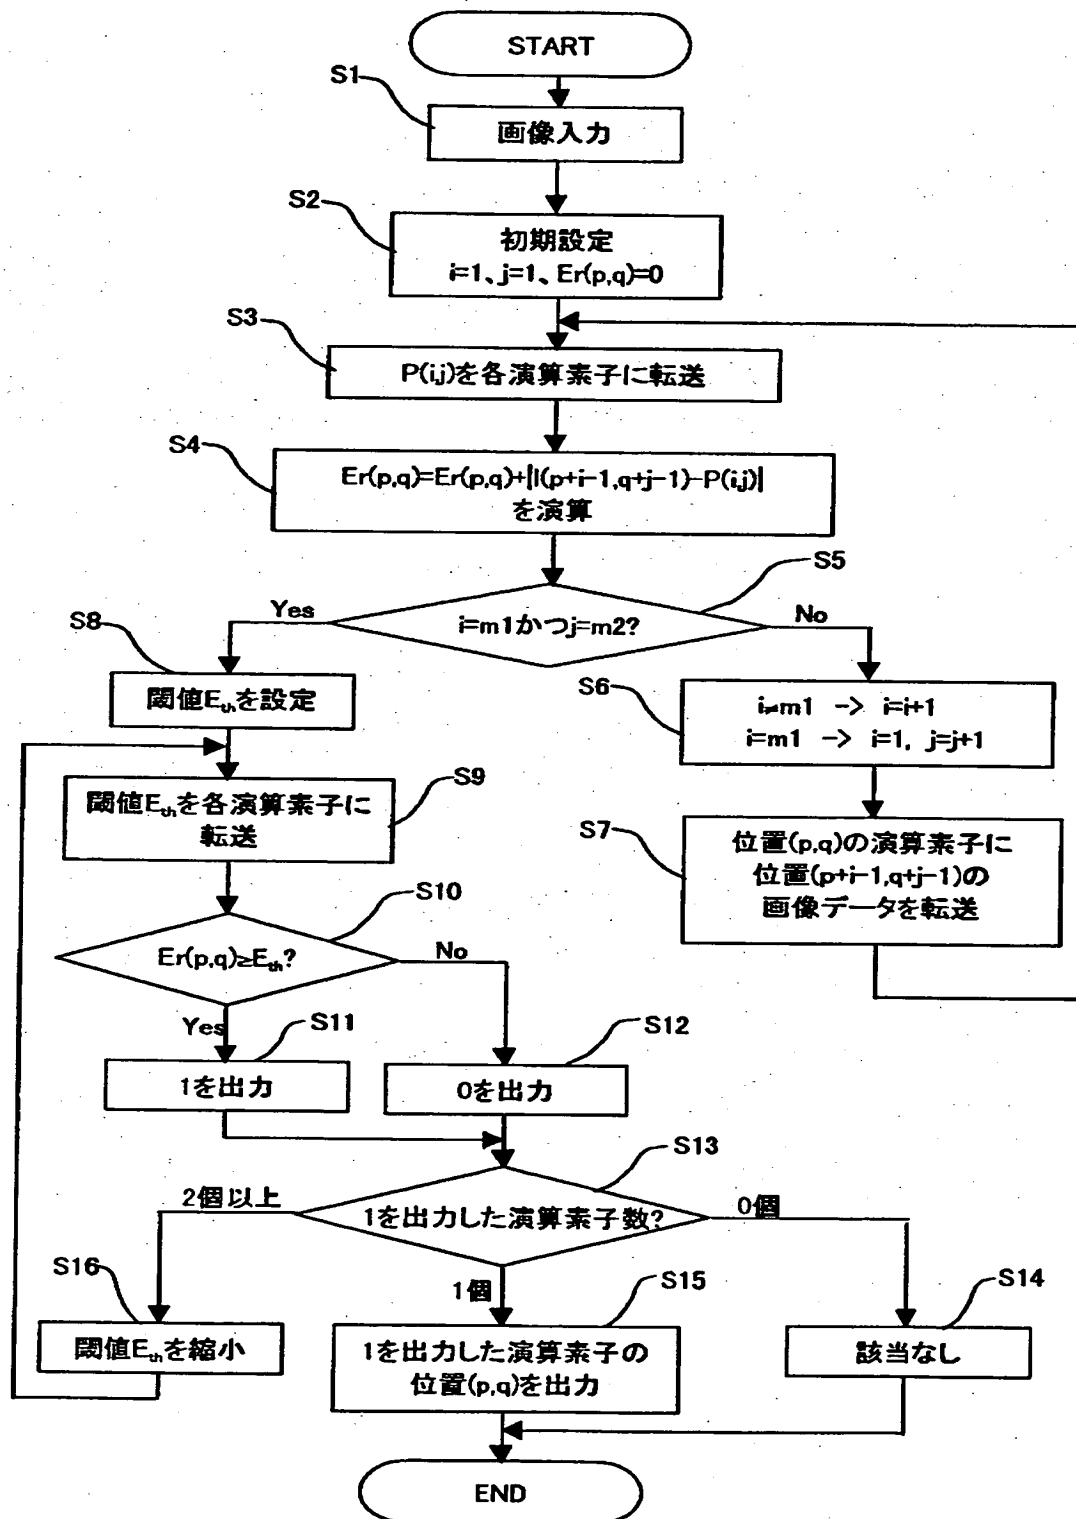 START
S1
画像入力
S2
初期設定
i=1、j=1、Er(p,q)=0
S3
P(i,j)を各演算素子に転送
S4
Er(p,q)=Er(p,q)+|I(p+i-1,q+j-1)-P(i,j)|
を演算
S5
i=m1かつj=m2?
Yes
No
S8
閾値Ethを設定
S6
i≠m1 -> i=i+1
i=m1 -> i=1, j=j+1
S9
閾値Ethを各演算素子に
転送
S7
位置(p,q)の演算素子に
位置(p+i-1,q+j-1)の
画像データを転送
S10
Er(p,q)≥Eth?
No
Yes
S11
1を出力
S12
0を出力
S13
1を出力した演算素子数?
2個以上
0個
1個
S16
閾値Ethを縮小
S15
1を出力した演算素子の
位置(p,q)を出力
S14
該当なし
END